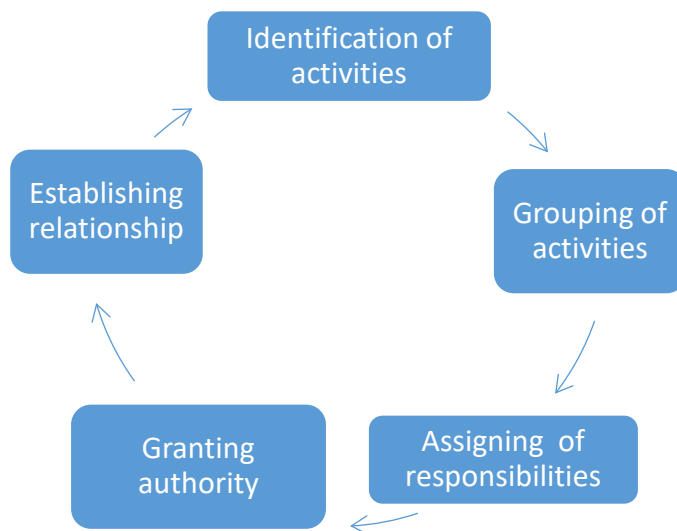 Identification of
activities
Grouping of
activities
Assigning of
responsibilities
Granting
authority
Establishing
relationship